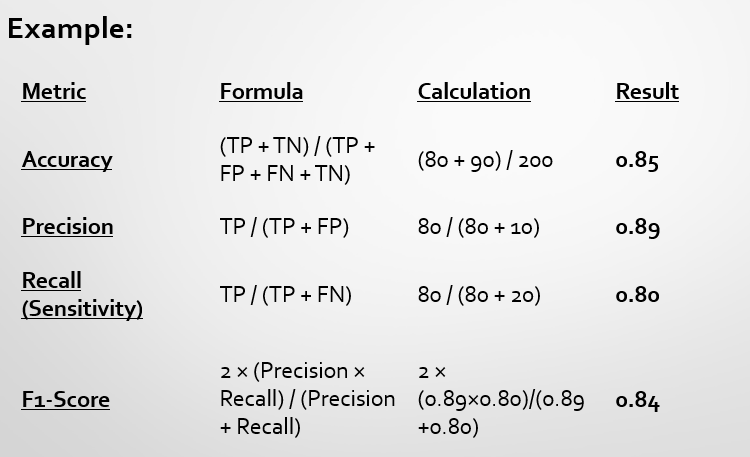 Example:
Metric Formula Calculation Result
Accuracy (TP + TN) / (TP + FP + FN + TN) (80 + 90) / 200 0.85
Precision TP / (TP + FP) 80 / (80 + 10) 0.89
Recall (Sensitivity) TP / (TP + FN) 80 / (80 + 20) 0.80
F1-Score 2 × (Precision × Recall) / (Precision + Recall) 2 × (0.89×0.80)/(0.89 +0.80) 0.84